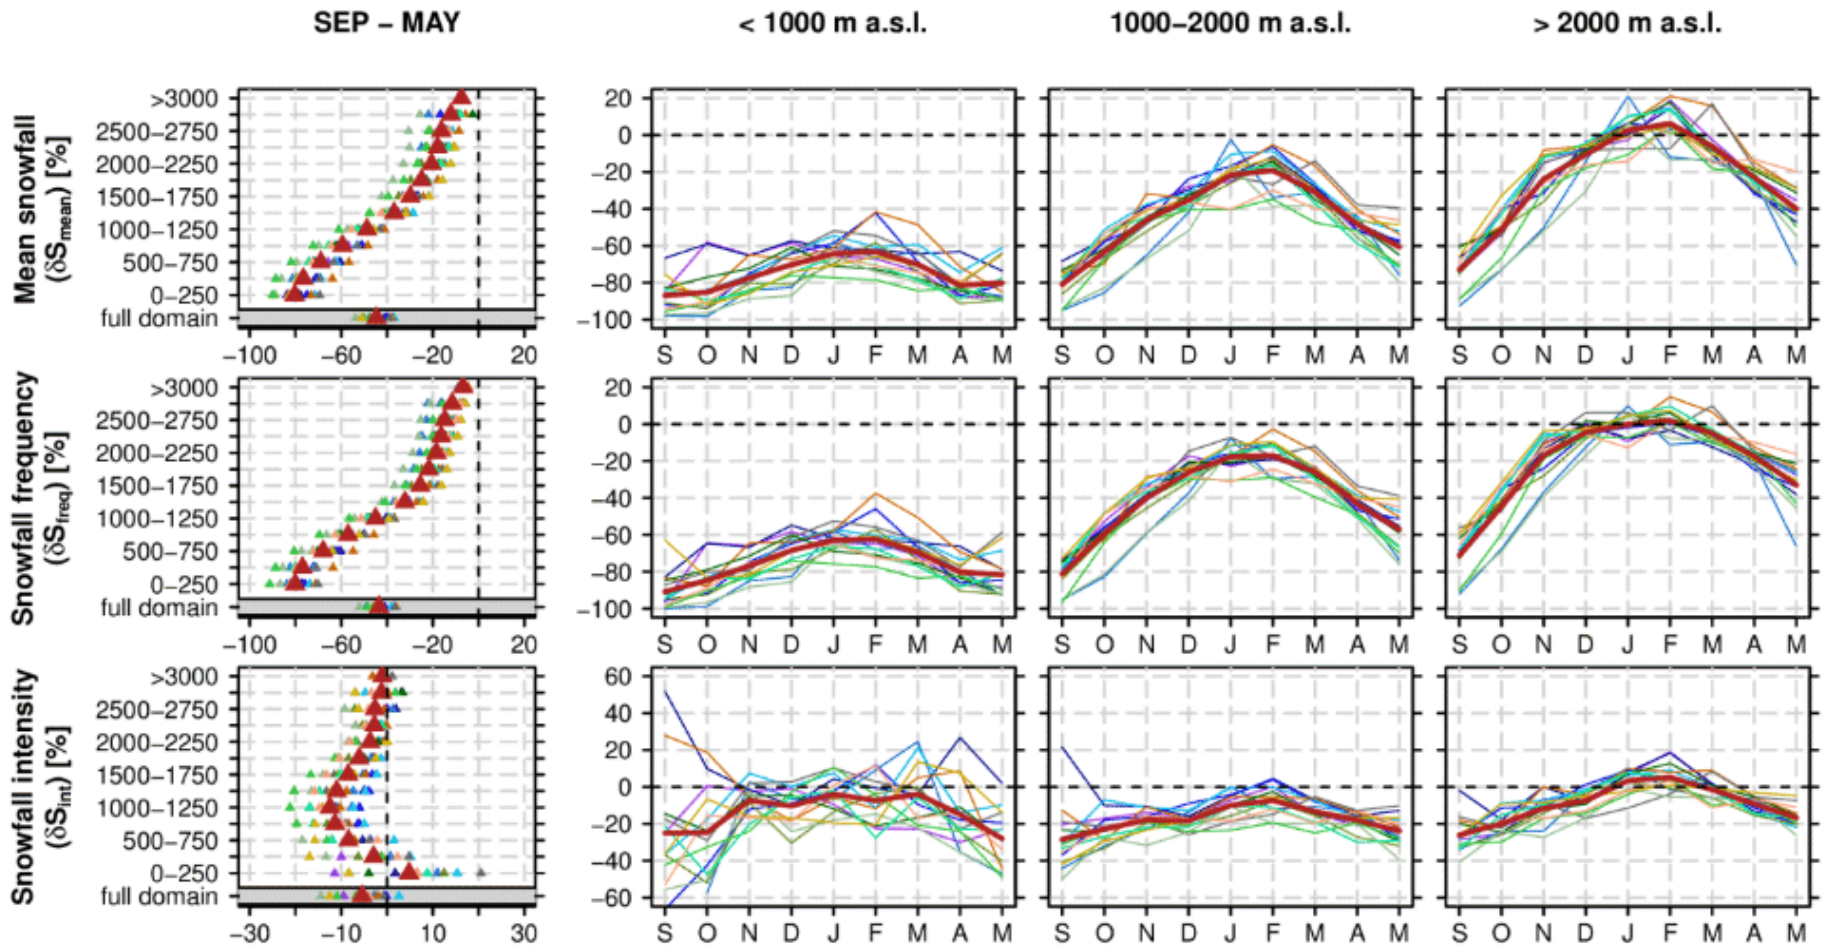 SEP – MAY
< 1000 m a.s.l.
1000–2000 m a.s.l.
> 2000 m a.s.l.
Mean snowfall
(δSmean) [%]
>3000
2500–2750
2000–2250
1500–1750
1000–1250
500–750
0–250
full domain
−100 −60 −20 20
20
0
−20
−40
−60
−80
−100
S O N D J F M A M
S O N D J F M A M
S O N D J F M A M
Snowfall frequency
(δSfreq) [%]
>3000
2500–2750
2000–2250
1500–1750
1000–1250
500–750
0–250
full domain
−100 −60 −20 20
20
0
−20
−40
−60
−80
−100
S O N D J F M A M
S O N D J F M A M
S O N D J F M A M
Snowfall intensity
(δSint) [%]
>3000
2500–2750
2000–2250
1500–1750
1000–1250
500–750
0–250
full domain
−30 −10 10 30
60
40
20
0
−20
−40
−60
S O N D J F M A M
S O N D J F M A M
S O N D J F M A M